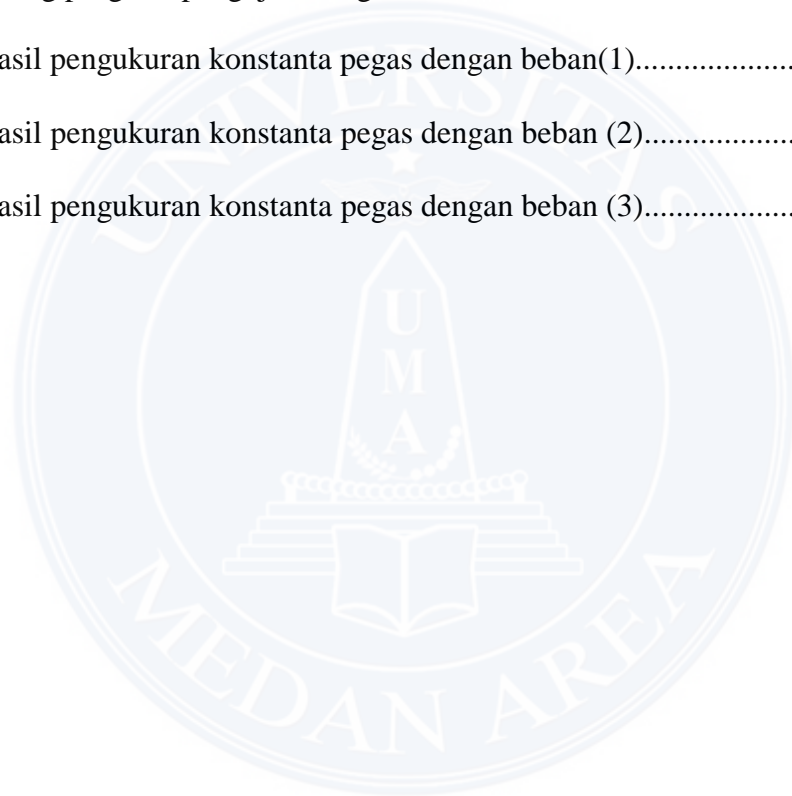 asil pengukuran konstanta pegas dengan beban(1)....................
asil pengukuran konstanta pegas dengan beban (2)...................
asil pengukuran konstanta pegas dengan beban (3)...................
UNIVERSITAS
U
M
A
MEDAN AREA